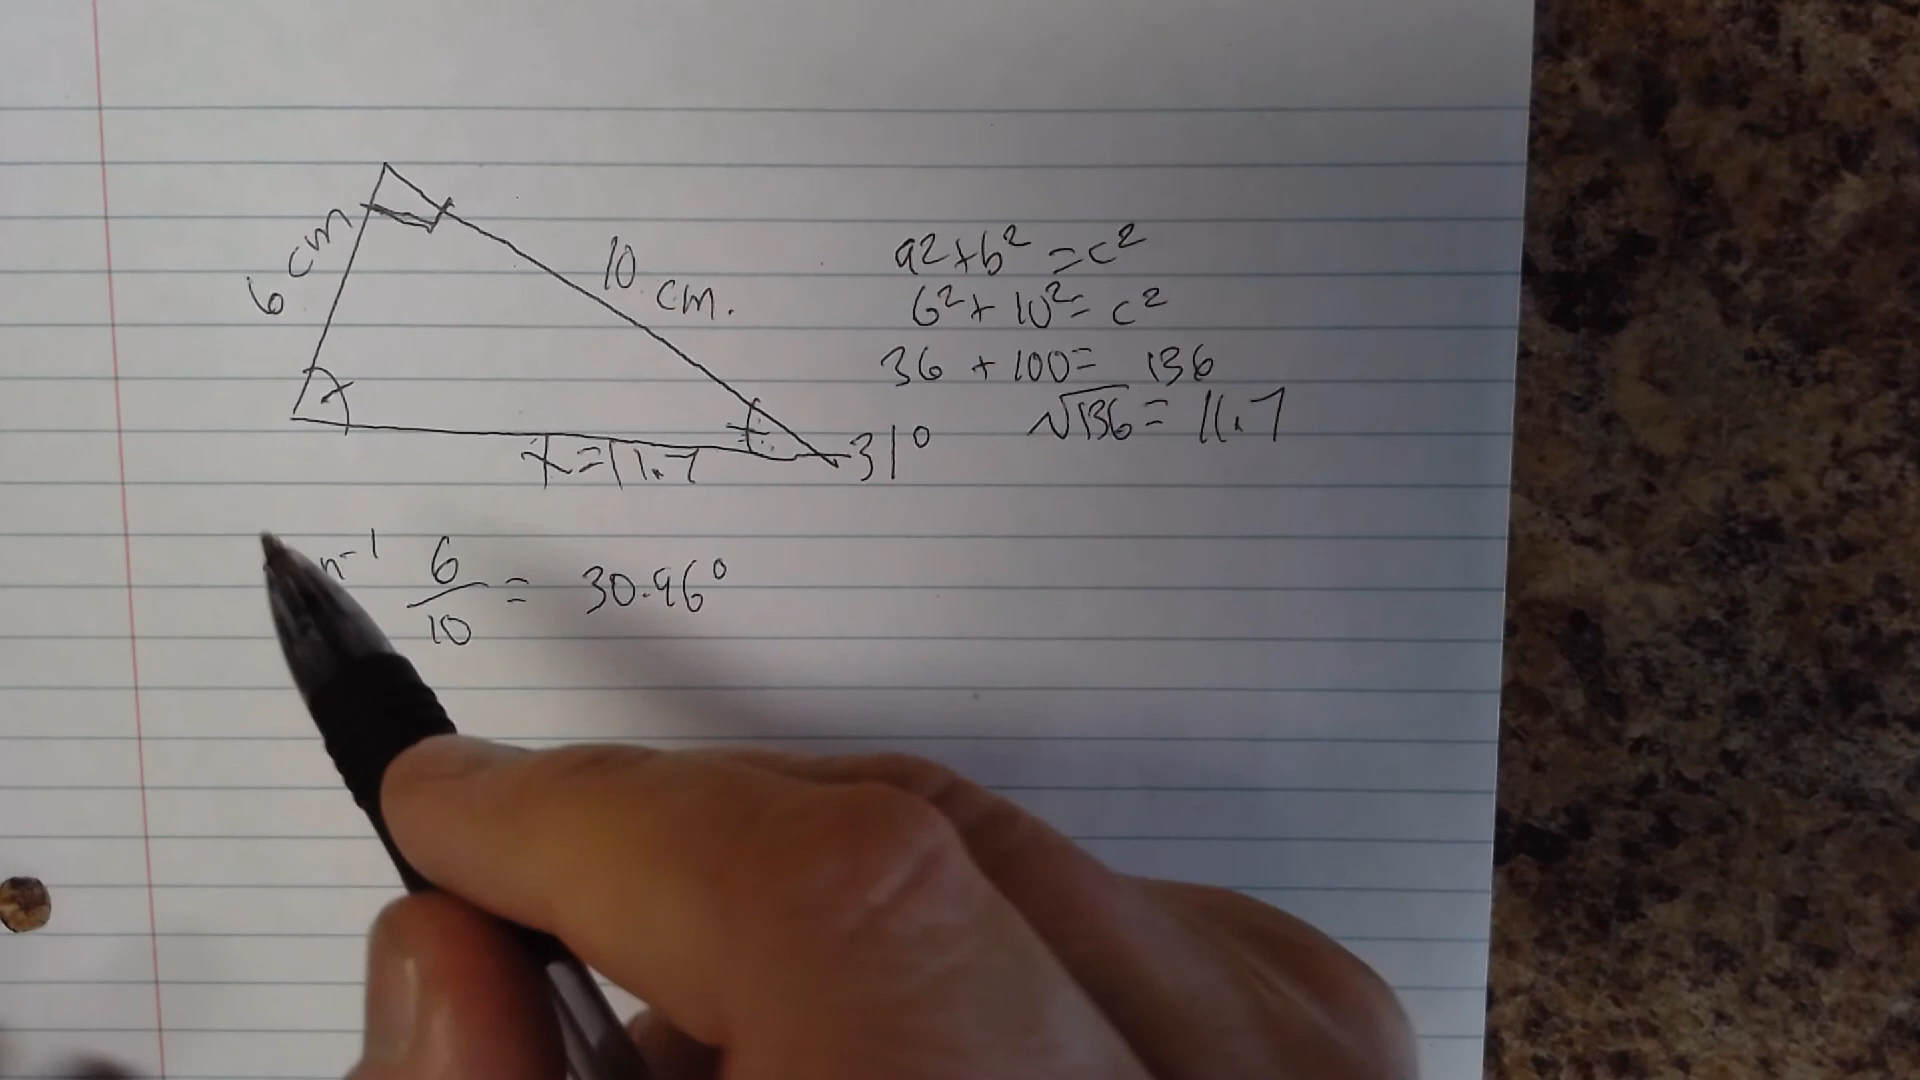 6 cm
10 cm.
x
x=11.7
31°
a2+b²=c²
6²+10²=c²
36+100=136
√136=11.7
n⁻¹ 6/10 = 30.96°